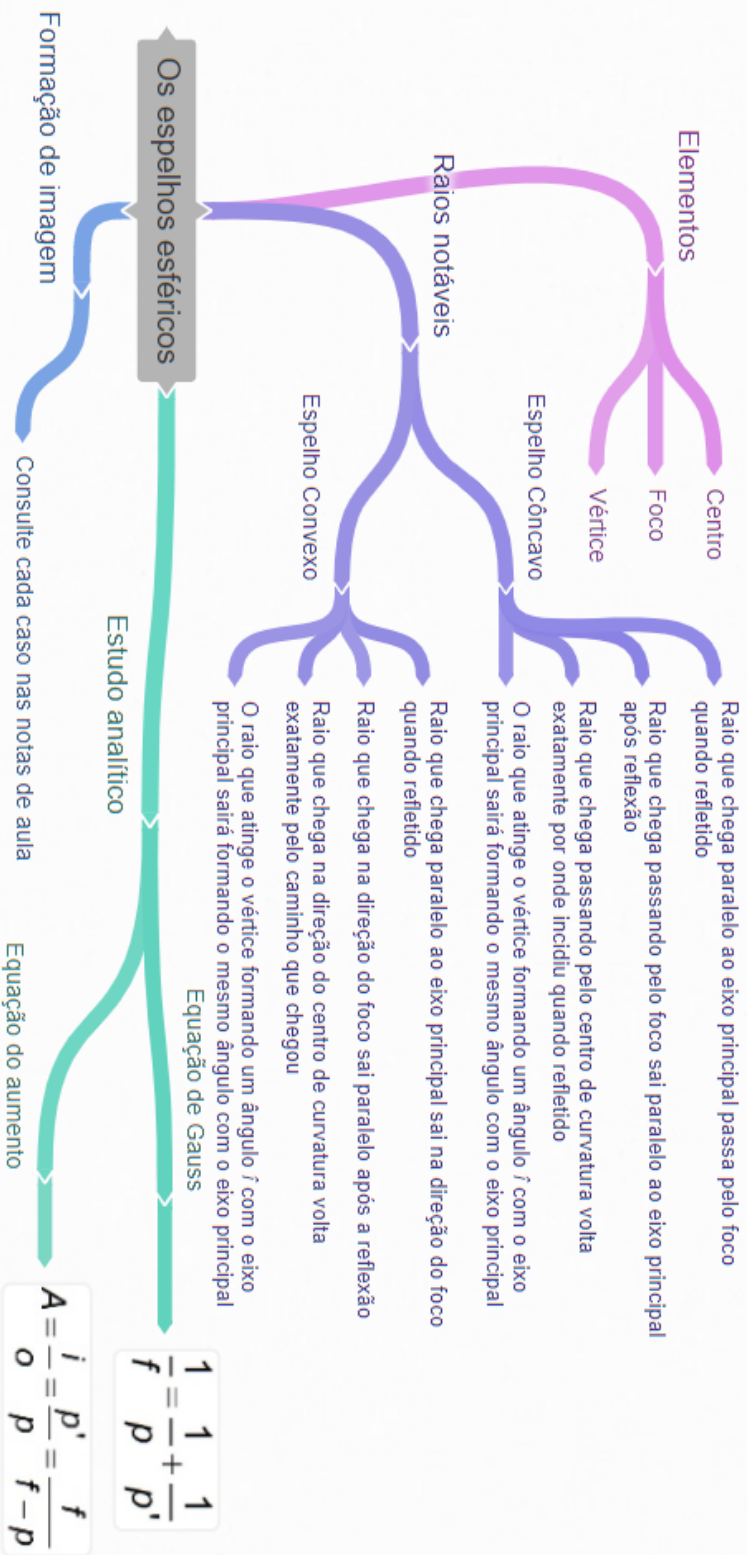 Os espelhos esféricos
Elementos
Centro
Foco
Vértice
Raios notáveis
Espelho Côncavo
Raio que chega paralelo ao eixo principal passa pelo foco
quando refletido
Raio que chega passando pelo foco sai paralelo ao eixo principal
após reflexão
Raio que chega passando pelo centro de curvatura volta
exatamente por onde incidiu quando refletido
O raio que atinge o vértice formando um ângulo î com o eixo
principal sairá formando o mesmo ângulo com o eixo principal
Espelho Convexo
Raio que chega paralelo ao eixo principal sai na direção do foco
quando refletido
Raio que chega na direção do foco sai paralelo após a reflexão
Raio que chega na direção do centro de curvatura volta
exatamente pelo caminho que chegou
O raio que atinge o vértice formando um ângulo î com o eixo
principal sairá formando o mesmo ângulo com o eixo principal
Estudo analítico
Equação de Gauss
1/f = 1/p + 1/p'
Equação do aumento
A = i/o = p'/p = f/(f-p)
Formação de imagem
Consulte cada caso nas notas de aula